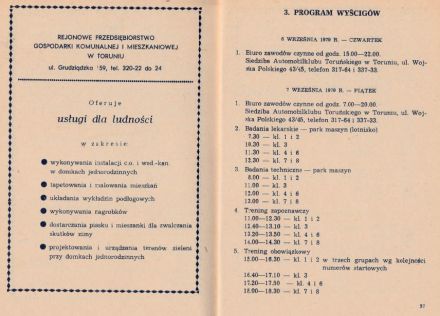 REJONOWE PRZEDSIĘBIORSTWO
GOSPODARKI KOMUNALNEJ I MIESZKANIOWEJ
W TORUNIU
ul. Grudziądzka 159, tel. 320-22 do 24
Oferuje
usługi dla ludności
w zakresie:
wykonywania instalacji c.o. i wod.-kan.
w domkach jednorodzinnych
tapetowania i malowania mieszkań
układania wykładzin podłogowych
wykonywania nagrobków
dostarczania piasku i mieszanki dla zwalczania
skutków zimy
projektowania i urządzania terenów zieleni
przy domkach jednorodzinnych
3. PROGRAM WYŚCIGÓW
6 WRZEŚNIA 1979 R. — CZWARTEK
1. Biuro zawodów czynne od godz. 15.00—22.00.
Siedziba Automobilklubu Toruńskiego w Toruniu, ul. Woj-
ska Polskiego 43/45, telefon 317-64 i 337-33.
7 WRZEŚNIA 1979 R. — PIĄTEK
1. Biuro zawodów czynne od godz. 7.00—20.00.
Siedziba Automobilklubu Toruńskiego w Toruniu, ul. Woj-
ska Polskiego 43/45, telefon 317-64 i 337-33.
2. Badania lekarskie — park maszyn (lotnisko)
7.30 — kl. 1 i 2
10.30 — kl. 3
11.30 — kl. 4 i 6
12.30 — kl. 7 i 8
3. Badania techniczne — park maszyn
8.00 — kl. 1 i 2
11.00 — kl. 3
12.00 — kl. 4 i 6
13.00 — kl. 7 i 8
4. Trening zapoznawczy
11.00—12.30 — kl. 1 i 2
12.40—13.10 — kl. 3
13.20—13.50 — kl. 4 i 6
14.00—14.30 — kl. 7 i 8
5. Trening obowiązkowy
15.00—16.30 — kl. 1 i 2 w trzech grupach wg kolejności
numerów startowych
16.40—17.10 — kl. 3
17.20—17.50 — kl. 4 i 6
18.00—18.30 — kl. 7 i 8
37